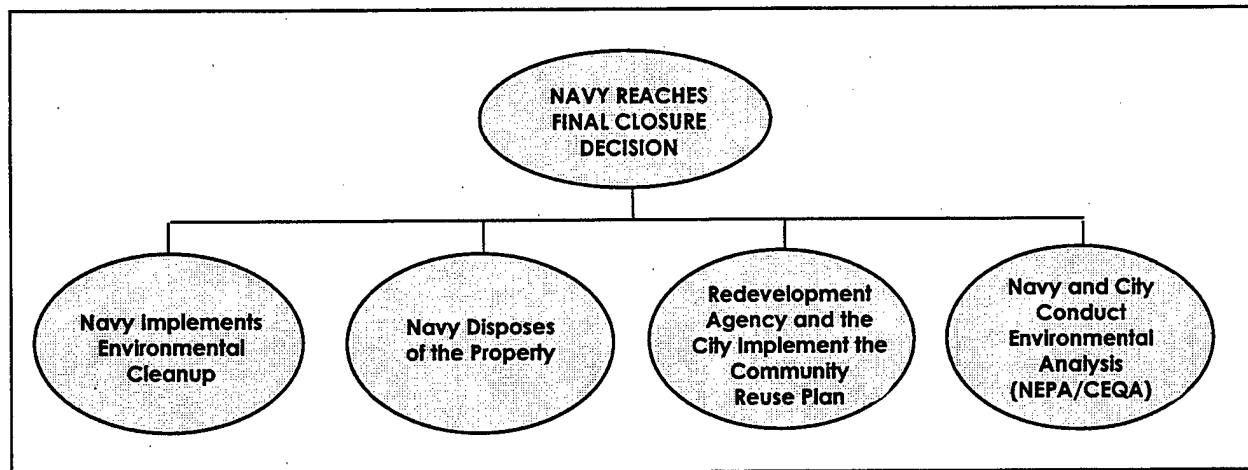 NAVY REACHES
FINAL CLOSURE
DECISION
Navy Implements
Environmental
Cleanup
Navy Disposes
of the Property
Redevelopment
Agency and the
City Implement the
Community
Reuse Plan
Navy and City
Conduct
Environmental
Analysis
(NEPA/CEQA)